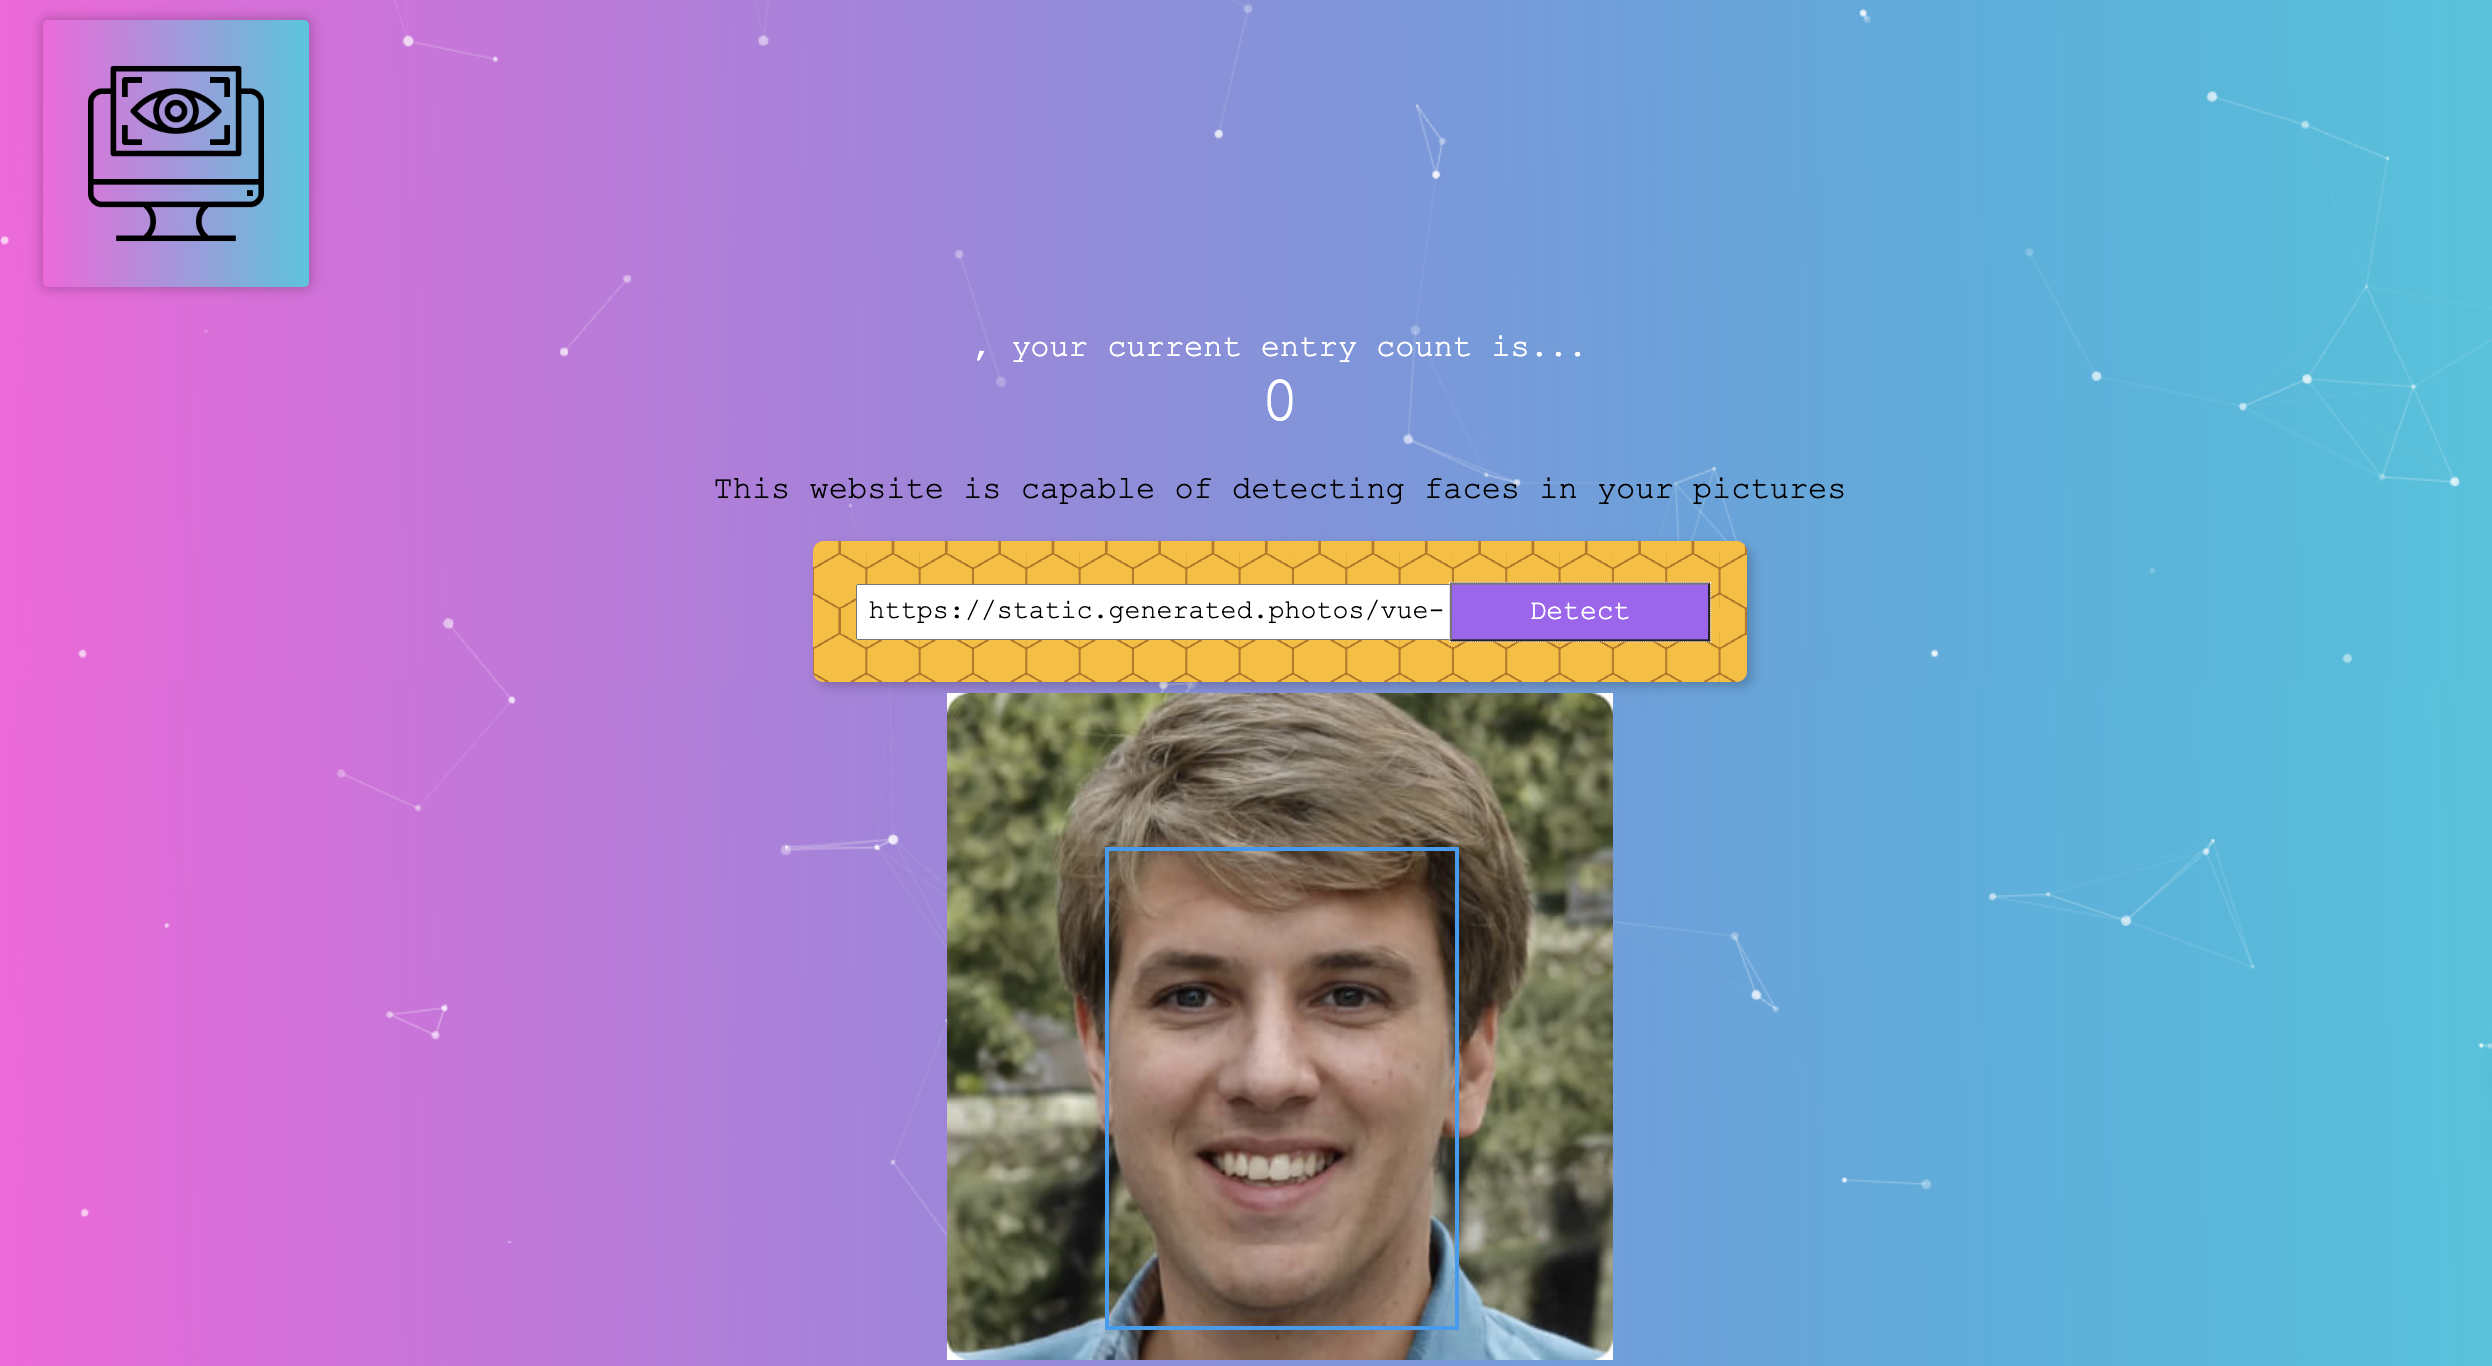 , your current entry count is...
0
This website is capable of detecting faces in your pictures
https://static.generated.photos/vue- Detect